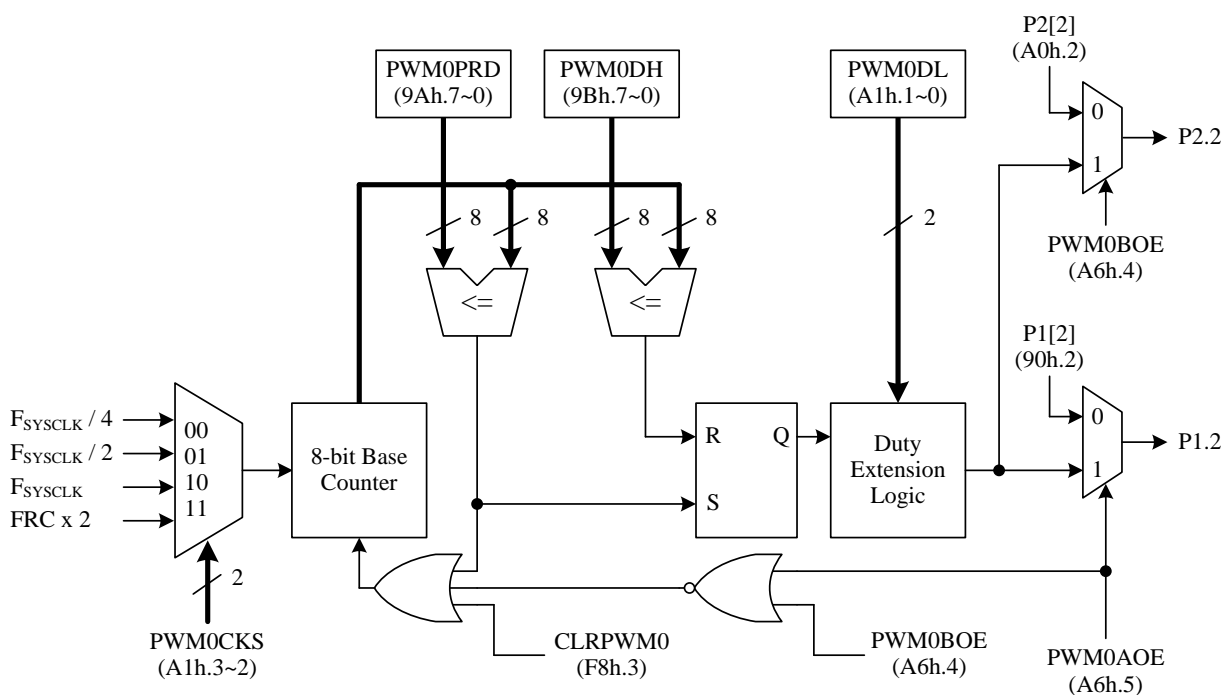 P2[2]
(A0h.2)
PWM0PRD
(9Ah.7~0)
PWM0DH
(9Bh.7~0)
PWM0DL
(A1h.1~0)
0
1
P2.2
8
8
8
8
2
PWM0BOE
(A6h.4)
<=
<=
P1[2]
(90h.2)
FSYSCLK / 4
FSYSCLK / 2
FSYSCLK
FRC x 2
00
01
10
11
8-bit Base
Counter
R
S
Q
Duty
Extension
Logic
0
1
P1.2
2
PWM0CKS
(A1h.3~2)
CLRPWM0
(F8h.3)
PWM0BOE
(A6h.4)
PWM0AOE
(A6h.5)